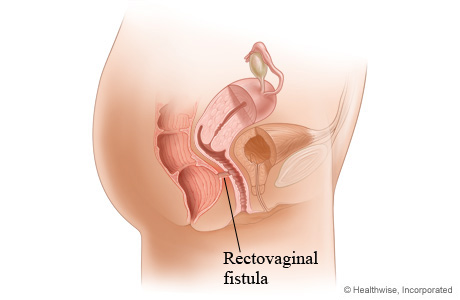 Rectovaginal
fistula
© Healthwise, Incorporated